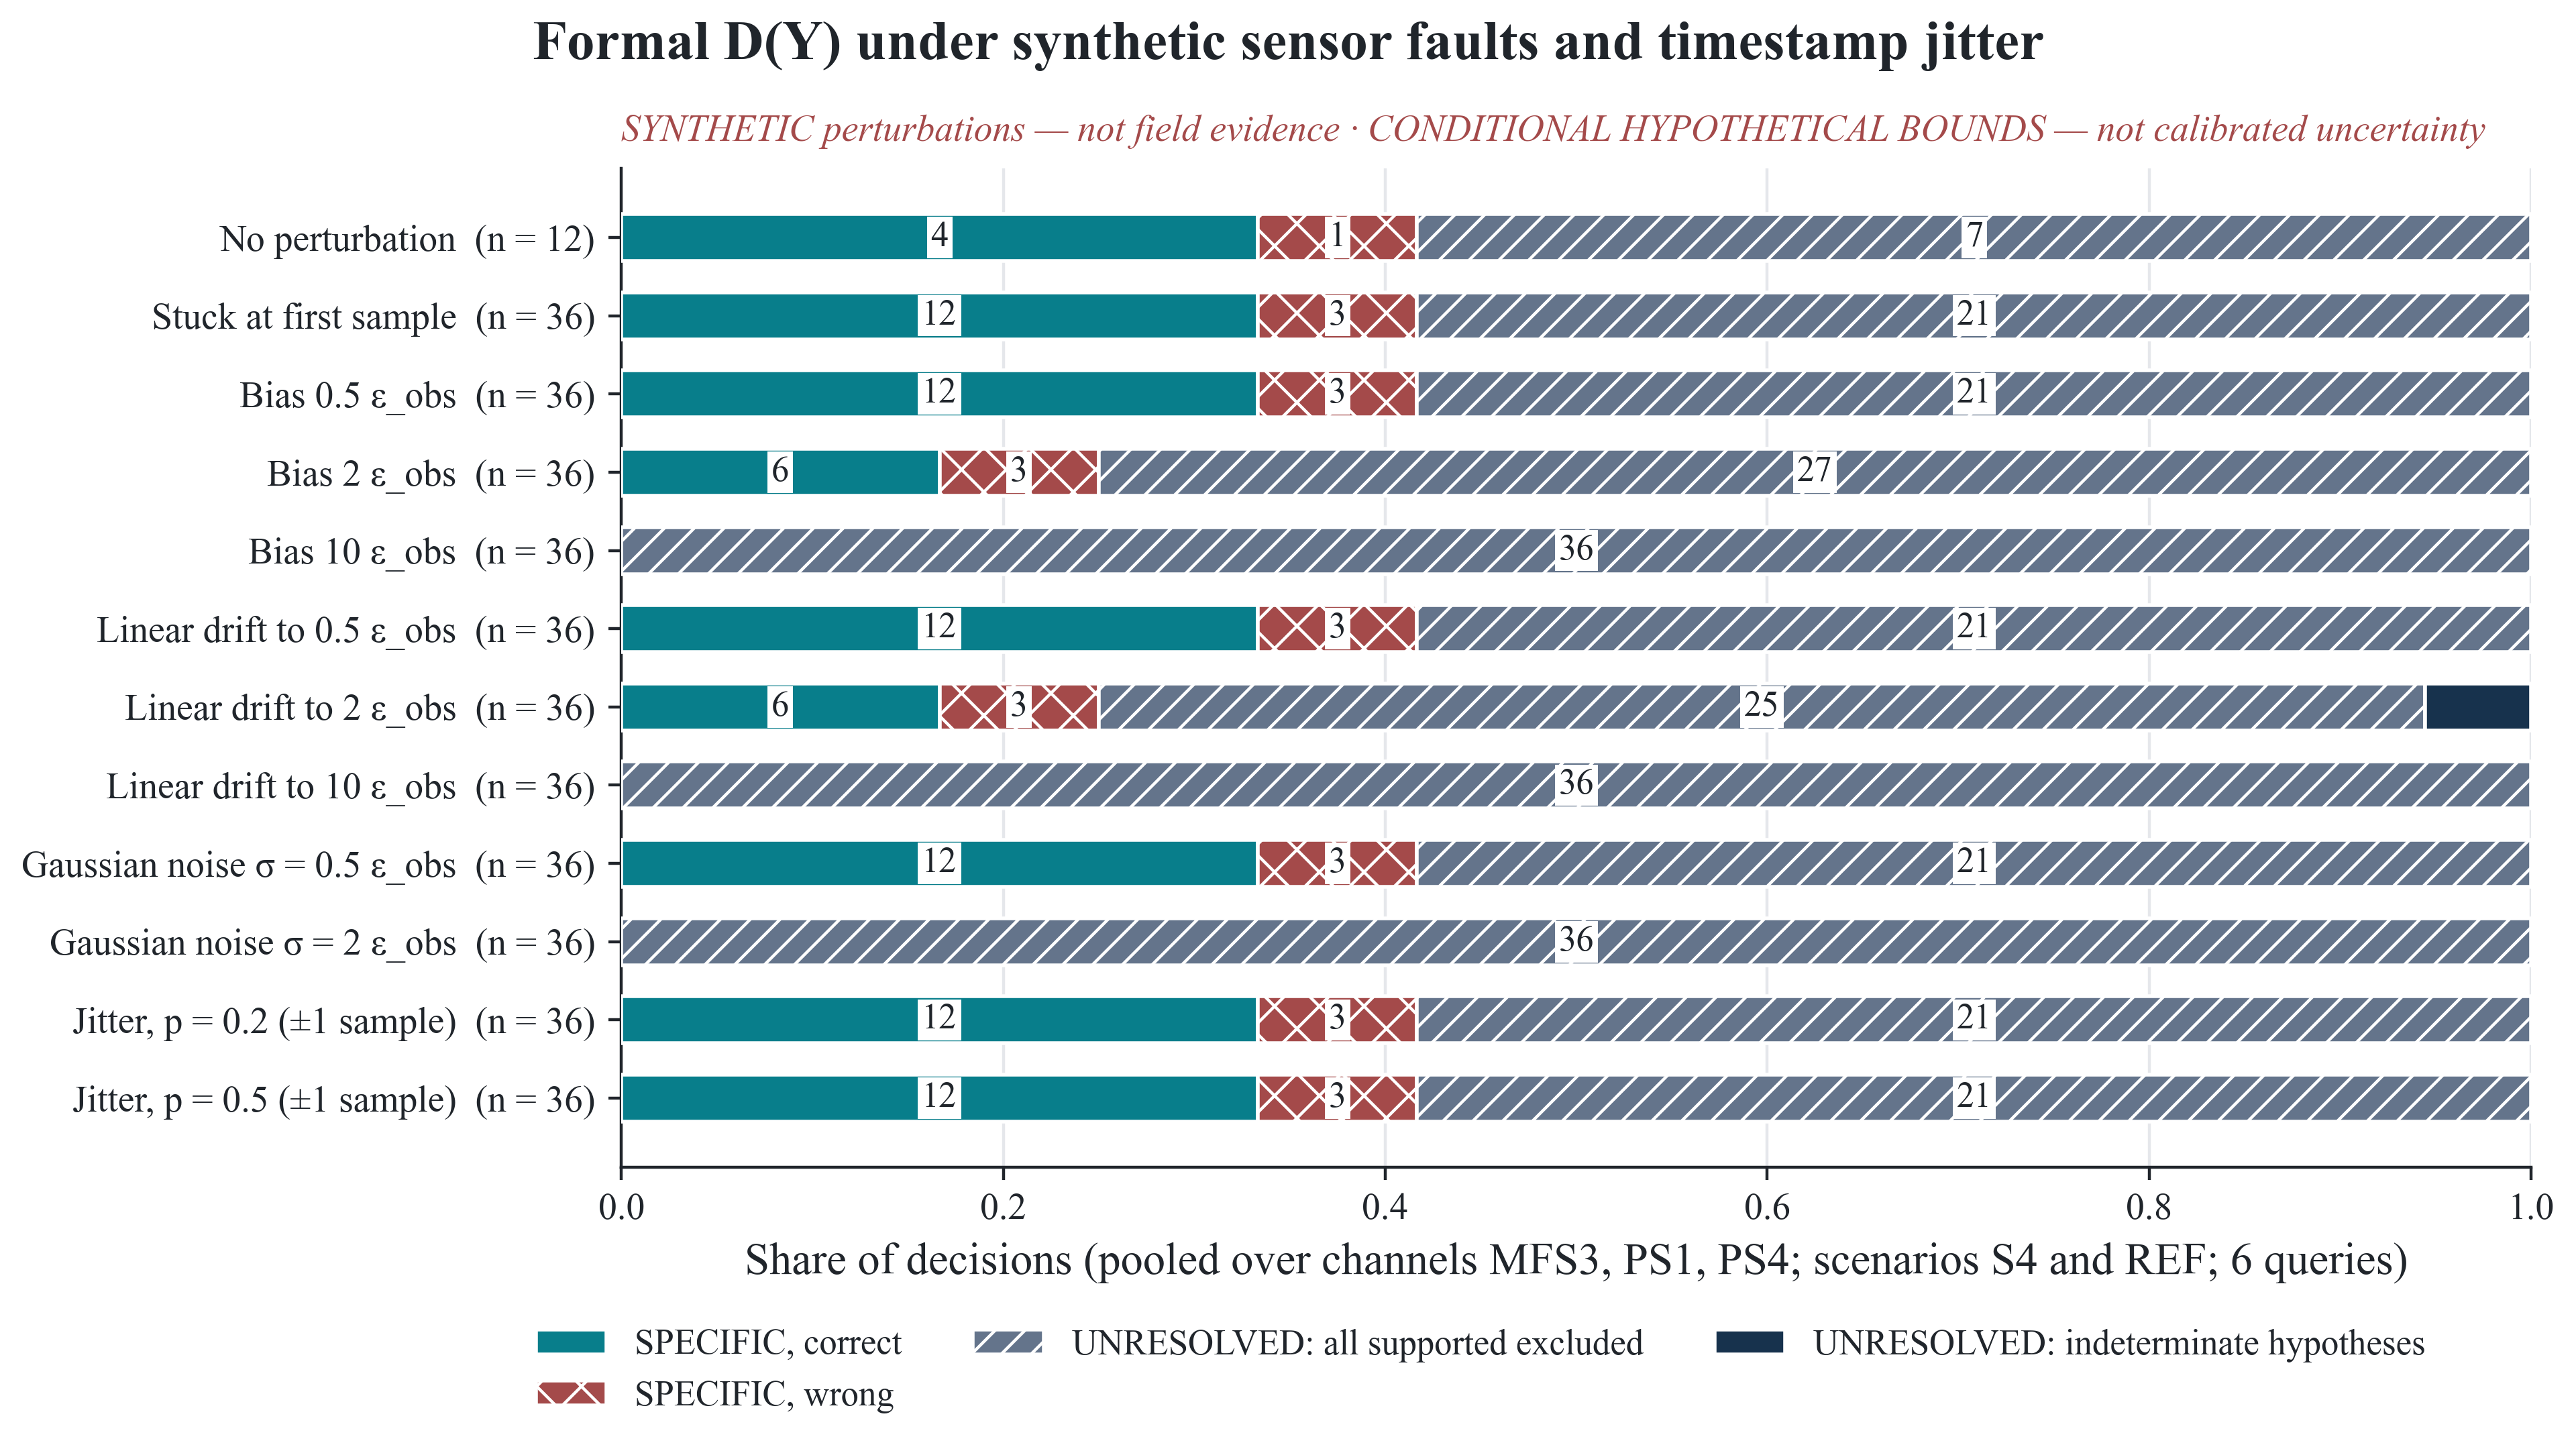 Formal D(Y) under synthetic sensor faults and timestamp jitter
SYNTHETIC perturbations — not field evidence · CONDITIONAL HYPOTHETICAL BOUNDS — not calibrated uncertainty
No perturbation (n = 12) 4 1 7
Stuck at first sample (n = 36) 12 3 21
Bias 0.5 ε_obs (n = 36) 12 3 21
Bias 2 ε_obs (n = 36) 6 3 27
Bias 10 ε_obs (n = 36) 36
Linear drift to 0.5 ε_obs (n = 36) 12 3 21
Linear drift to 2 ε_obs (n = 36) 6 3 25
Linear drift to 10 ε_obs (n = 36) 36
Gaussian noise σ = 0.5 ε_obs (n = 36) 12 3 21
Gaussian noise σ = 2 ε_obs (n = 36) 36
Jitter, p = 0.2 (±1 sample) (n = 36) 12 3 21
Jitter, p = 0.5 (±1 sample) (n = 36) 12 3 21
0.0 0.2 0.4 0.6 0.8 1.0
Share of decisions (pooled over channels MFS3, PS1, PS4; scenarios S4 and REF; 6 queries)
SPECIFIC, correct UNRESOLVED: all supported excluded UNRESOLVED: indeterminate hypotheses
SPECIFIC, wrong